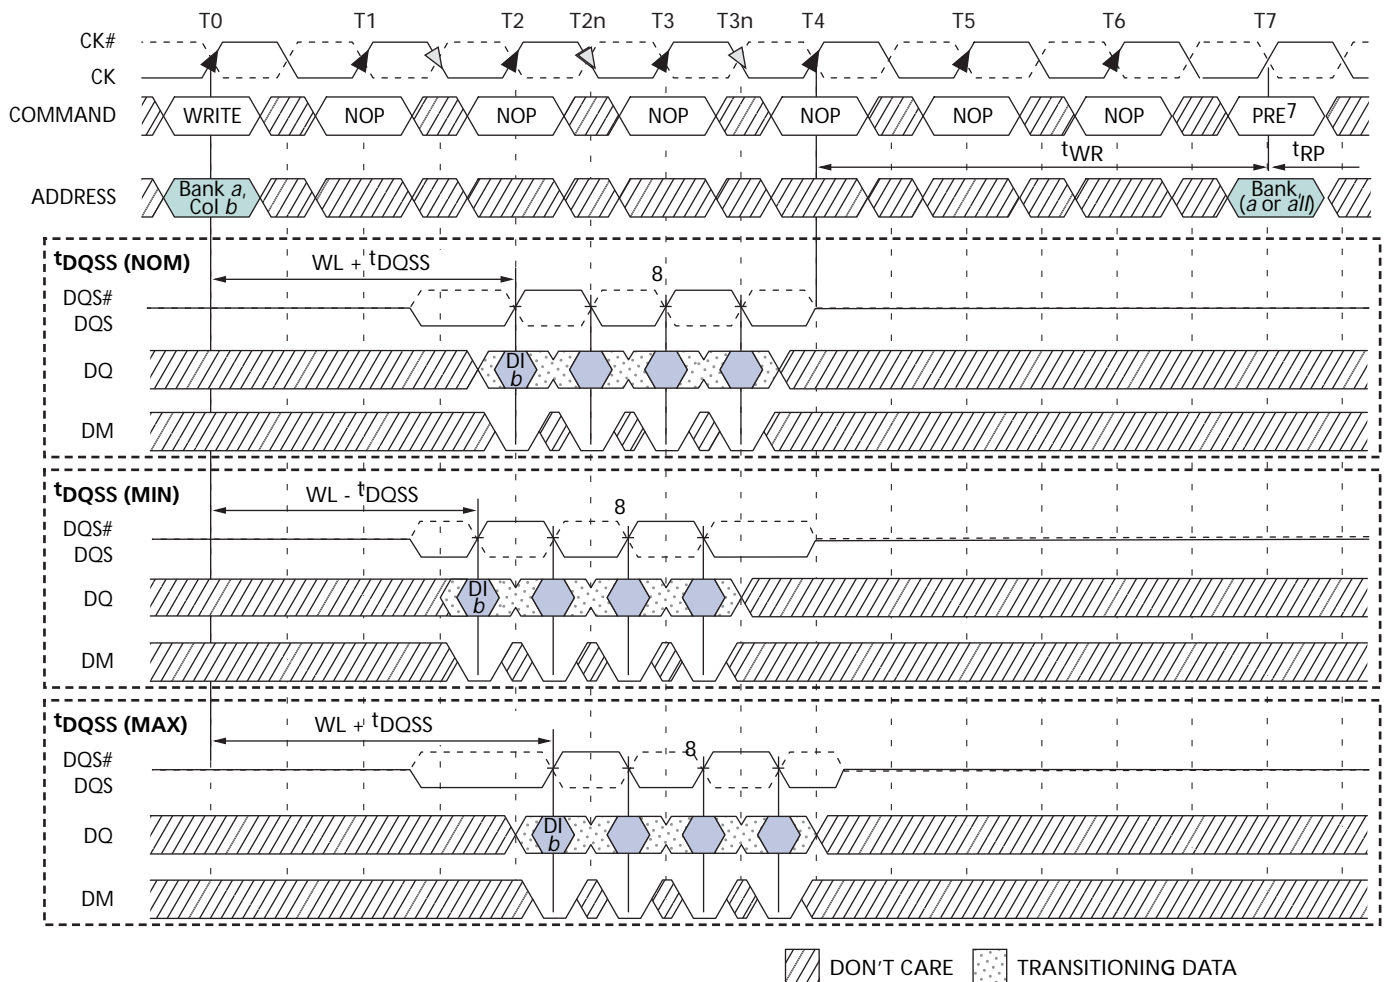 T0 T1 T2 T2n T3 T3n T4 T5 T6 T7
CK#
CK
COMMAND WRITE NOP NOP NOP NOP NOP NOP PRE7
tWR tRP
ADDRESS Bank a, Col b Bank, (a or all)
tDQSS (NOM)
WL + tDQSS
8
DQS#
DQS
DQ DI b
DM
tDQSS (MIN)
WL - tDQSS
8
DQS#
DQS
DQ DI b
DM
tDQSS (MAX)
WL + tDQSS
8
DQS#
DQS
DQ DI b
DM
DON'T CARE TRANSITIONING DATA